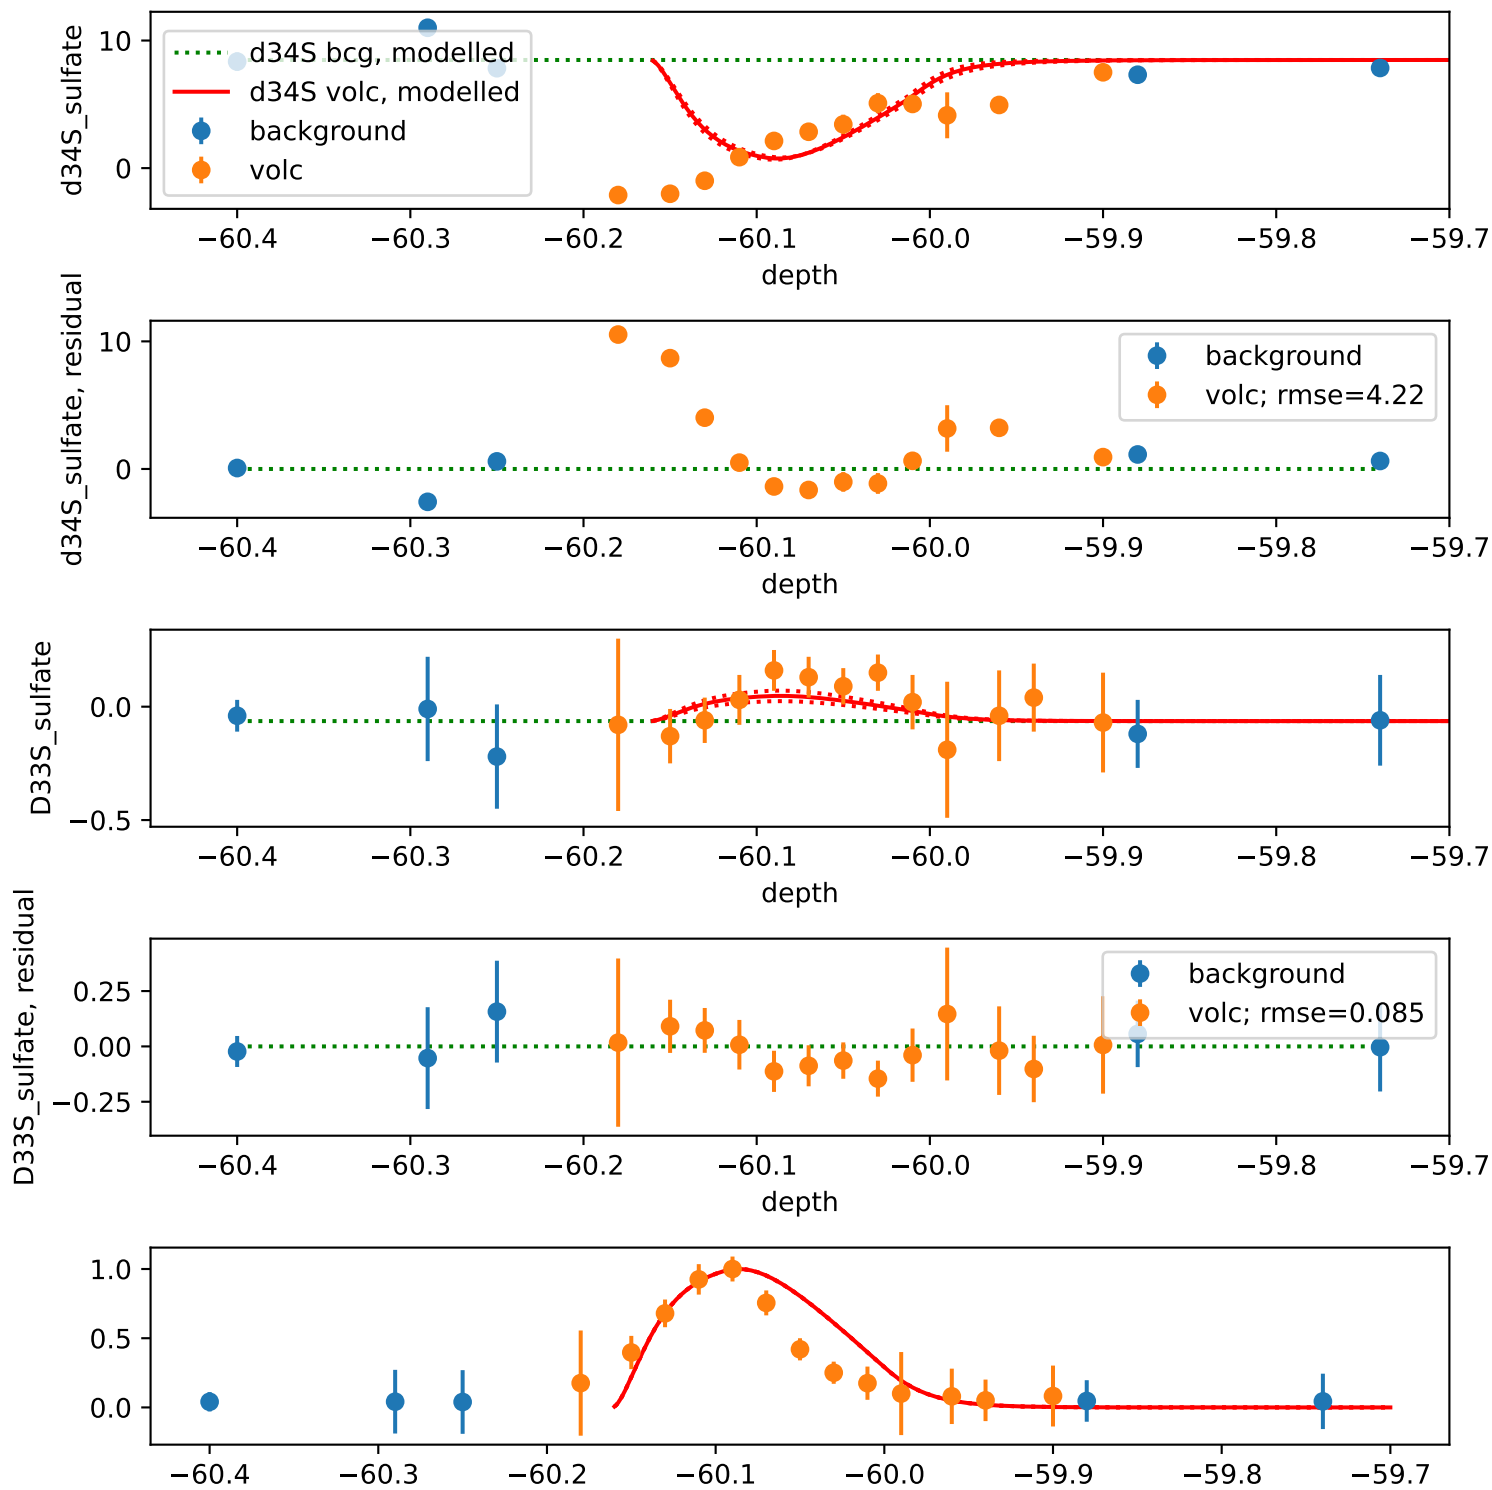 d34S_sulfate
10
0
d34S bcg, modelled
d34S volc, modelled
background
volc
−60.4 −60.3 −60.2 −60.1 −60.0 −59.9 −59.8 −59.7
depth
d34S_sulfate, residual
10
0
background
volc; rmse=4.22
−60.4 −60.3 −60.2 −60.1 −60.0 −59.9 −59.8 −59.7
depth
D33S_sulfate
0.0
−0.5
−60.4 −60.3 −60.2 −60.1 −60.0 −59.9 −59.8 −59.7
depth
D33S_sulfate, residual
0.25
0.00
−0.25
background
volc; rmse=0.085
−60.4 −60.3 −60.2 −60.1 −60.0 −59.9 −59.8 −59.7
depth
1.0
0.5
0.0
−60.4 −60.3 −60.2 −60.1 −60.0 −59.9 −59.8 −59.7